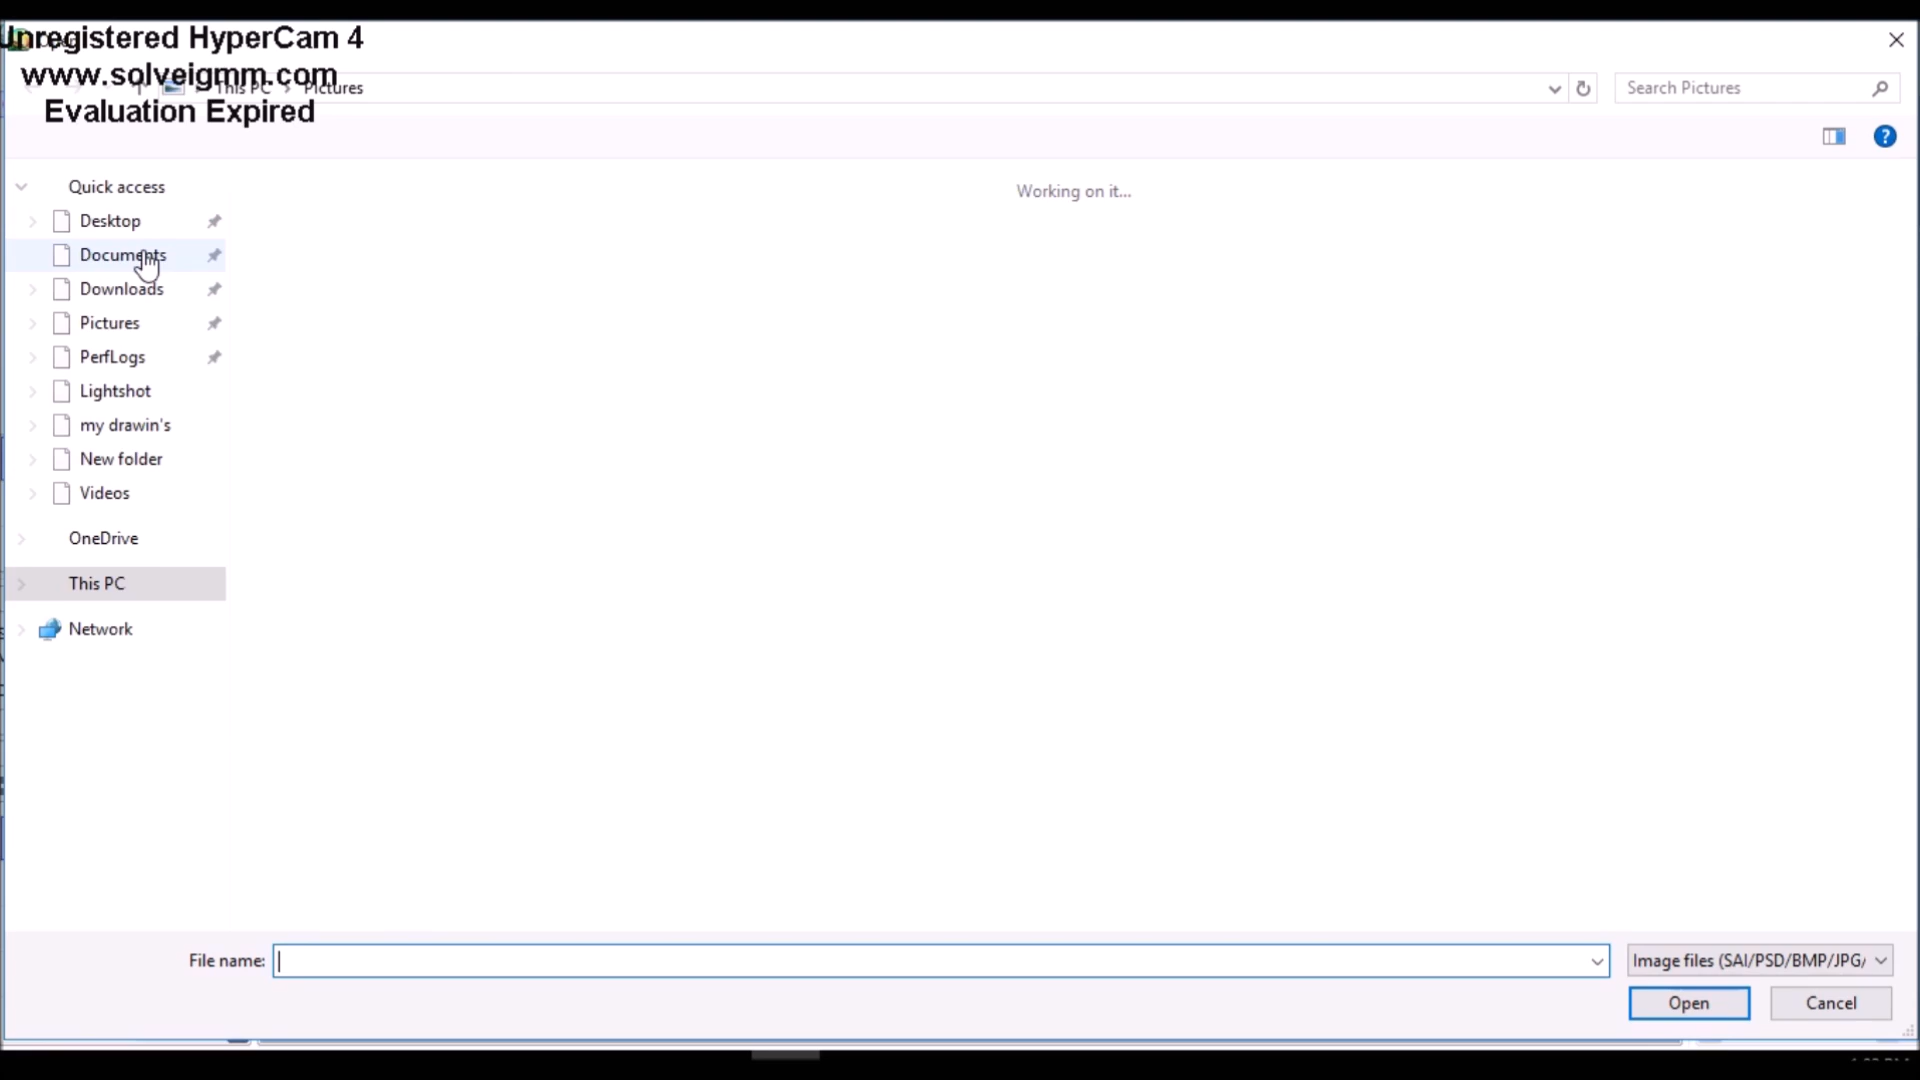 Unregistered HyperCam 4
www.solveigmm.com
This PC > Pictures
Search Pictures
Evaluation Expired
Quick access
Working on it...
Desktop
Documents
Downloads
Pictures
PerfLogs
Lightshot
my drawin's
New folder
Videos
OneDrive
This PC
Network
File name:
Image files (SAI/PSD/BMP/JPG/
Open
Cancel